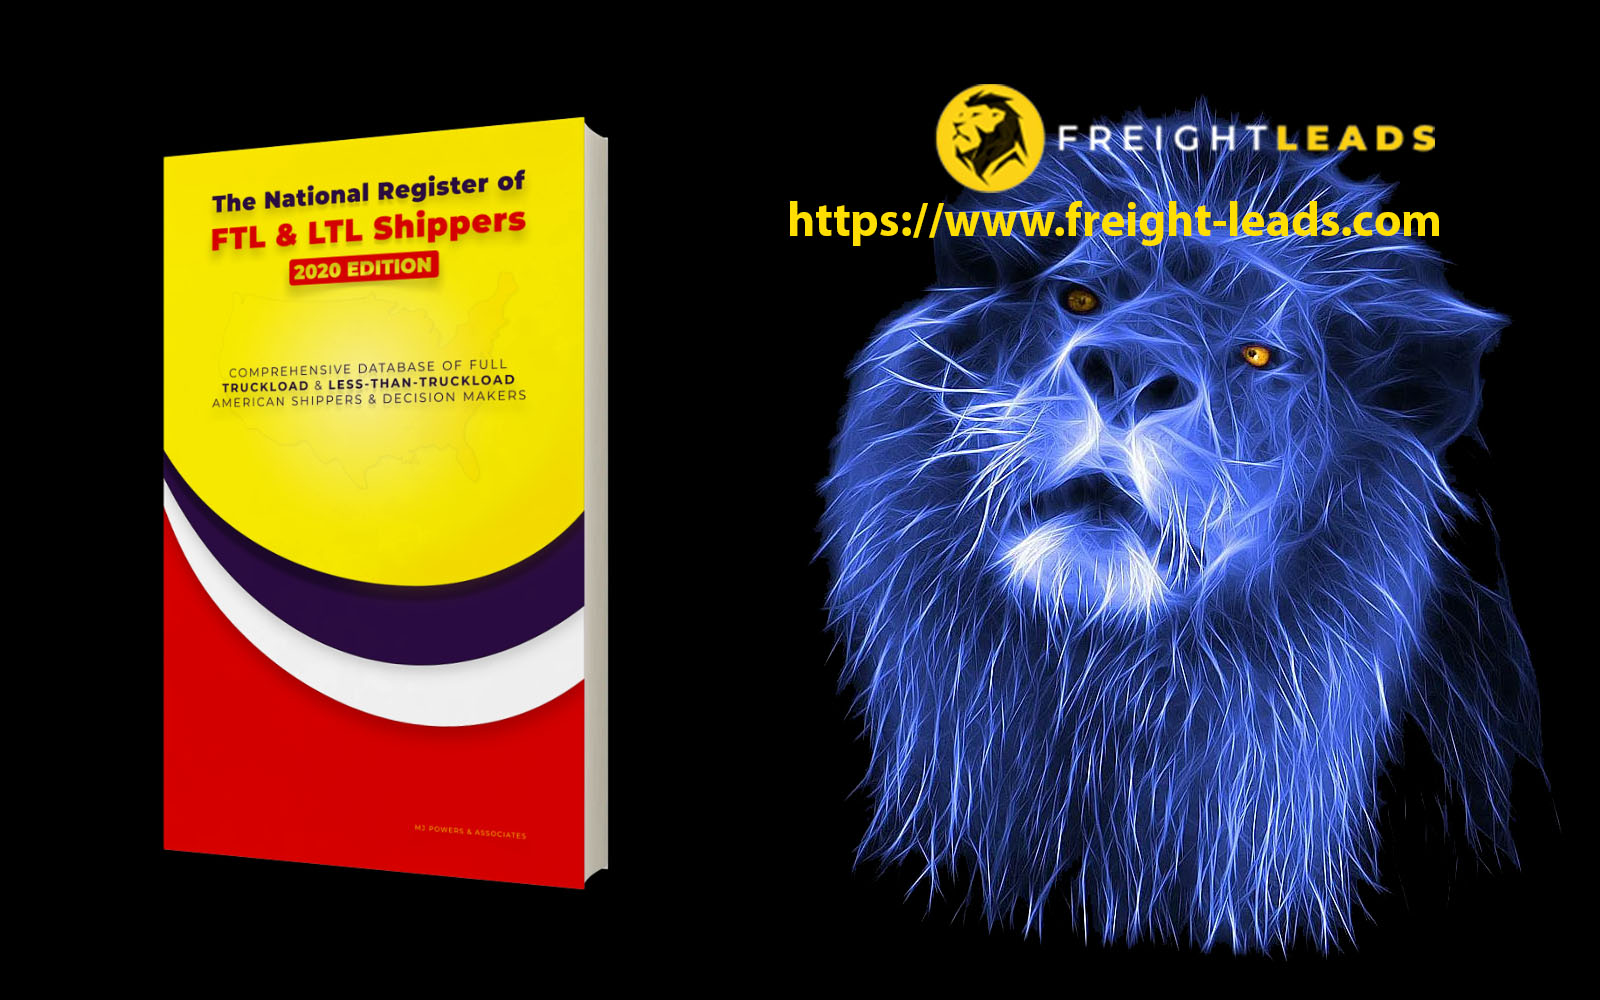 The National Register of
FTL & LTL Shippers
2020 EDITION
COMPREHENSIVE DATABASE OF FULL
TRUCKLOAD & LESS-THAN-TRUCKLOAD
AMERICAN SHIPPERS & DECISION MAKERS
MJ POWERS & ASSOCIATES
FREIGHTLEADS
https://www.freight-leads.com